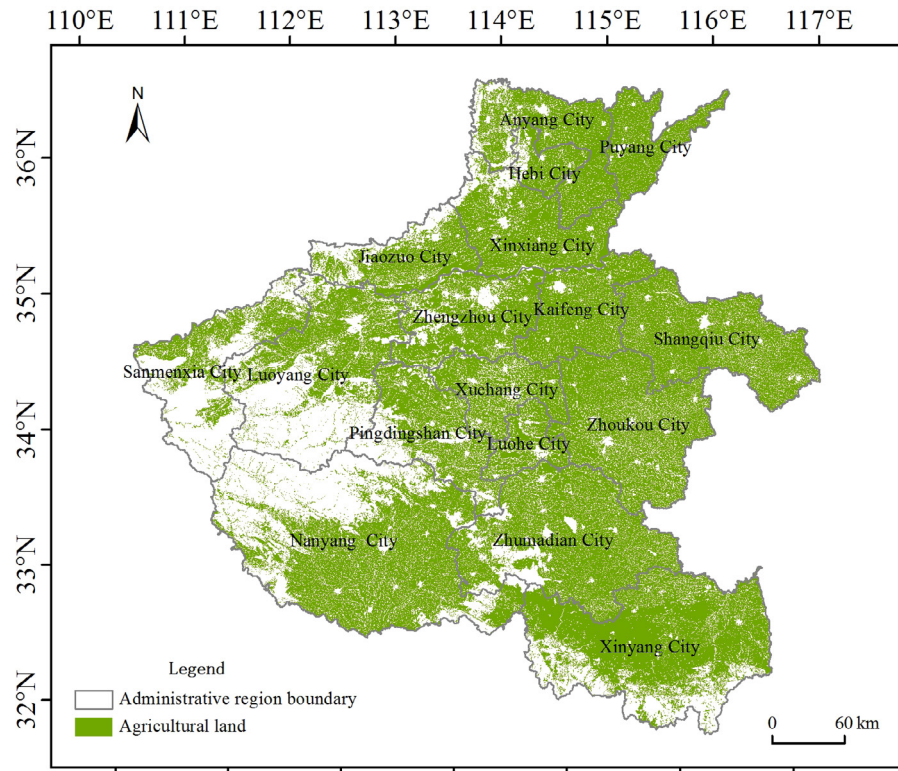 110°E 111°E 112°E 113°E 114°E 115°E 116°E 117°E
N
36°N
35°N
34°N
33°N
32°N
Anyang City
Puyang City
Hebi City
Xinxiang City
Jiaozuo City
Kaifeng City
Zhengzhou City
Shangqiu City
Sanmenxia City
Luoyang City
Xuchang City
Zhoukou City
Pingdingshan City
Luohe City
Nanyang City
Zhumadian City
Xinyang City
Legend
Administrative region boundary
Agricultural land
0 60 km